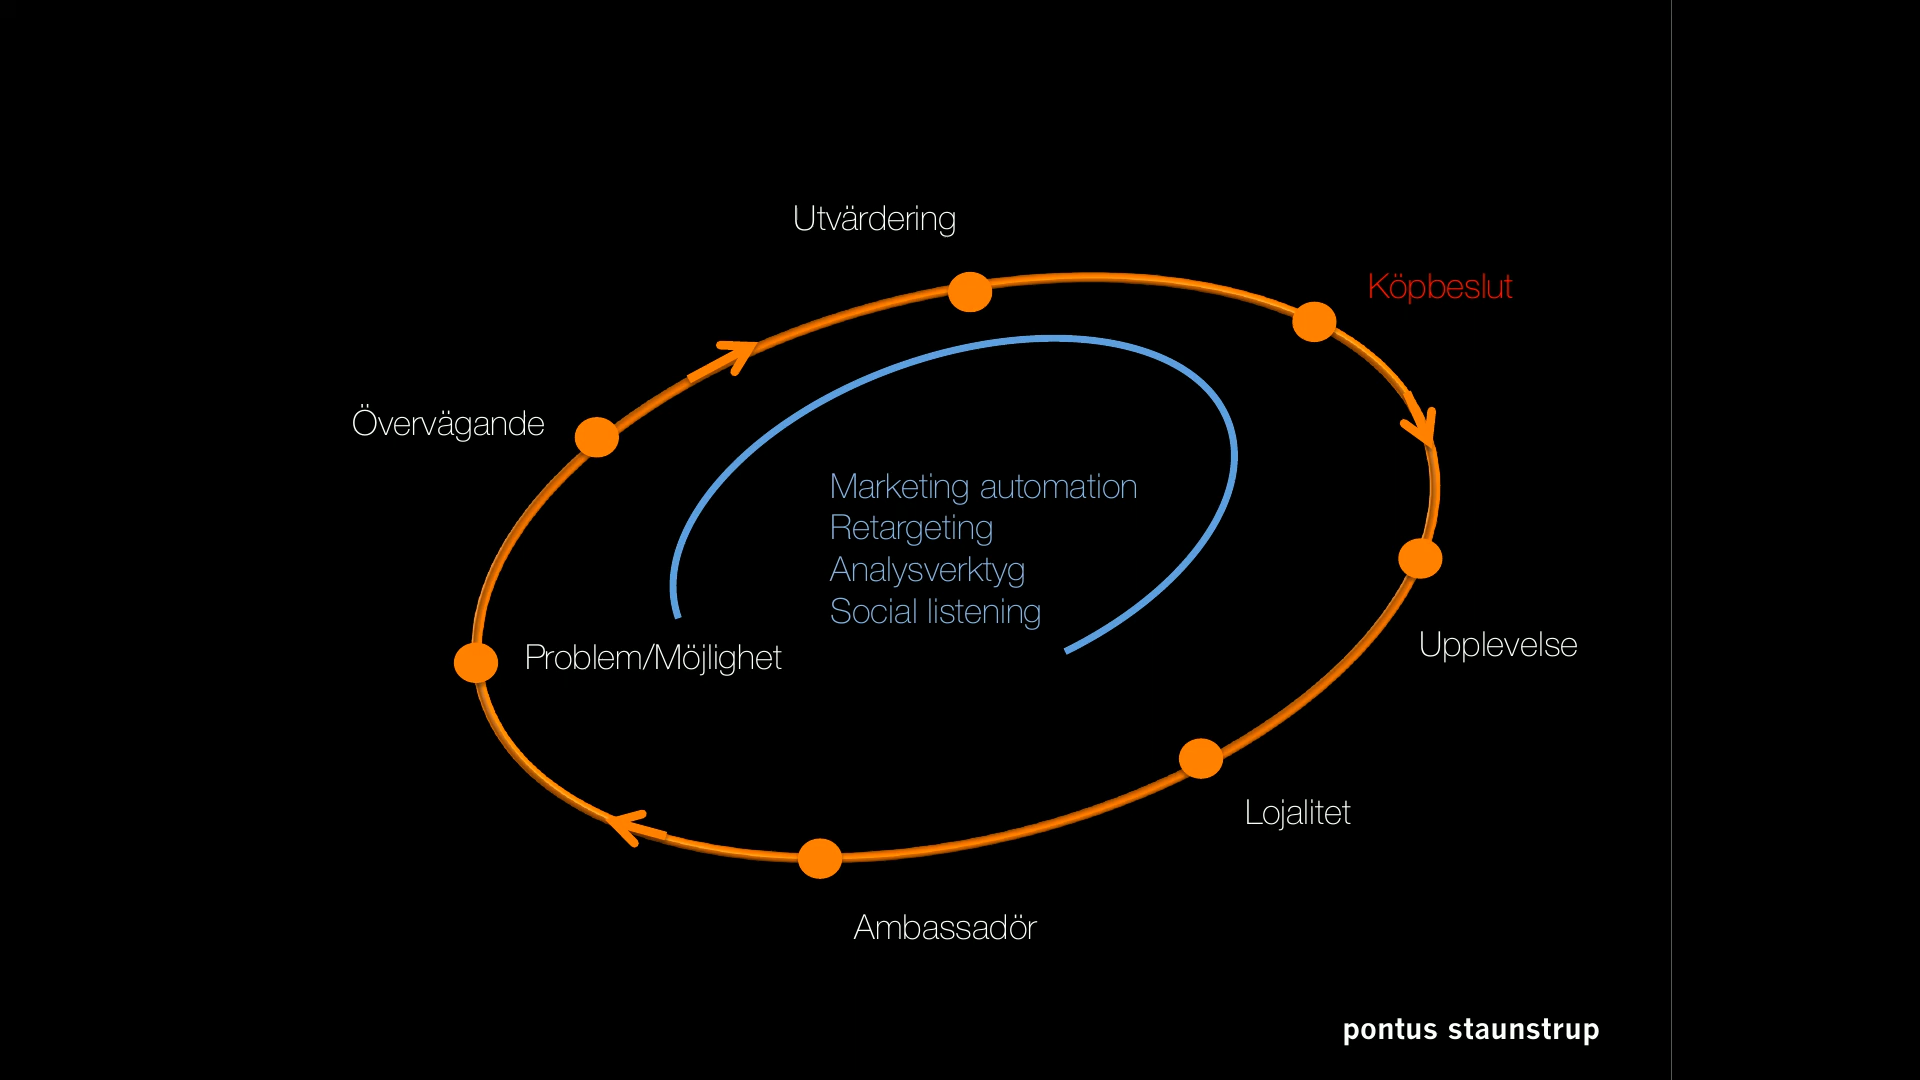 Utvärdering
Köpbeslut
Övervägande
Marketing automation
Retargeting
Analysverktyg
Social listening
Problem/Möjlighet
Upplevelse
Lojalitet
Ambassadör
pontus staunstrup